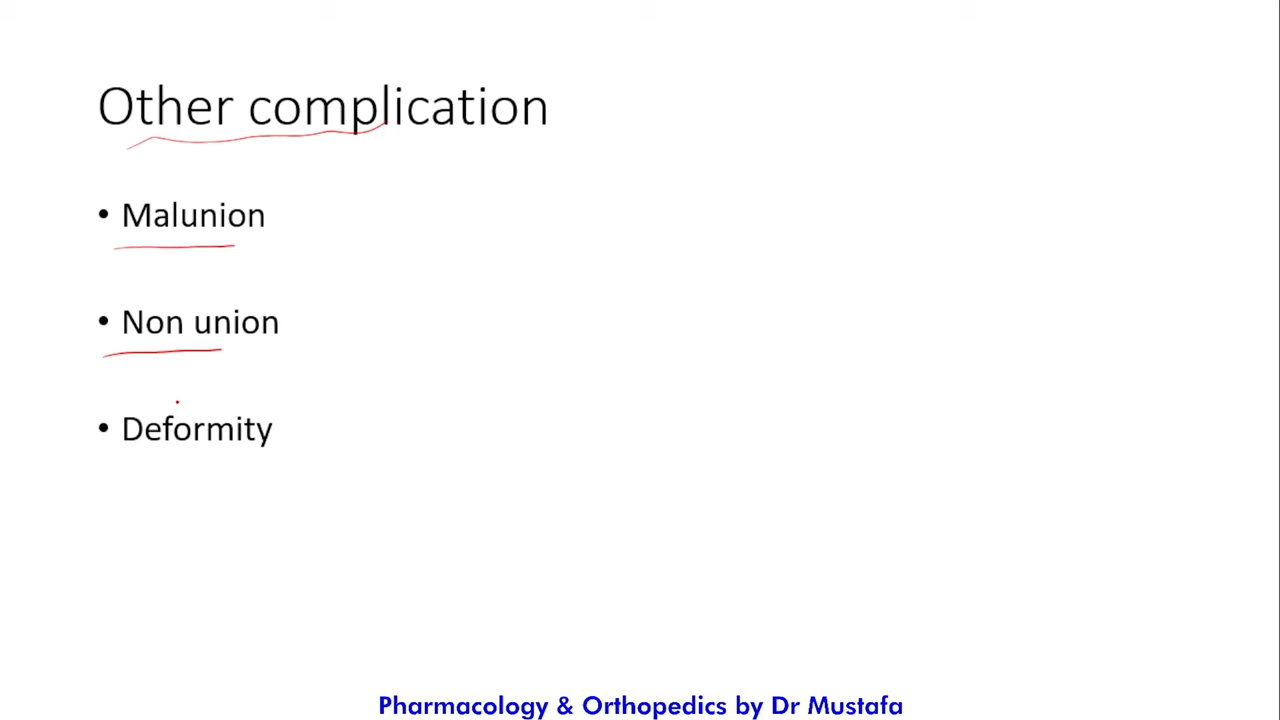 Other complication
• Malunion
• Non union
• Deformity
Pharmacology & Orthopedics by Dr Mustafa